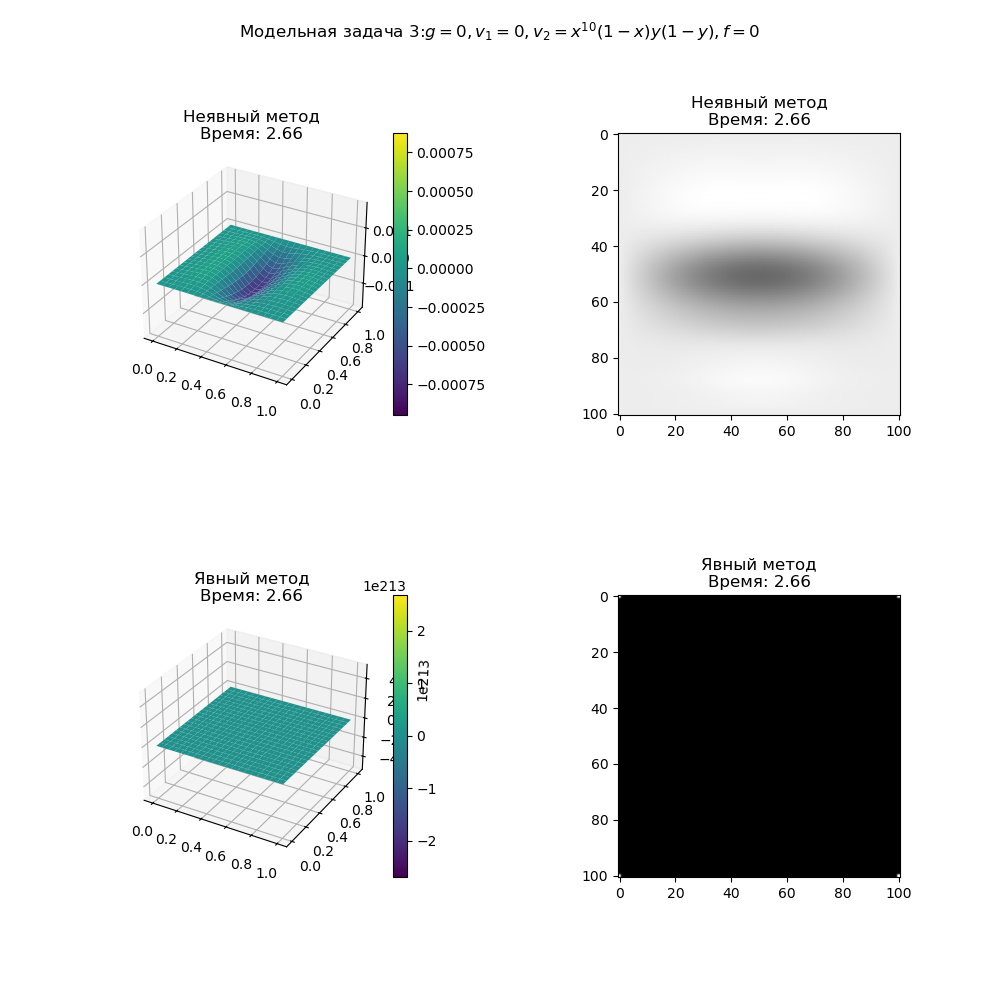 Модельная задача 3:g = 0, v₁ = 0, v₂ = x¹⁰(1 − x)y(1 − y), f = 0
Неявный метод
Время: 2.66
0.00075
0.00050
0.00025
0.00000
−0.00025
−0.00050
−0.00075
0.0 0.2 0.4 0.6 0.8 1.0
0.0 0.2 0.4 0.6 0.8 1.0
Неявный метод
Время: 2.66
0
20
40
60
80
100
0 20 40 60 80 100
Явный метод
Время: 2.66
1e213
2
1
0
−1
−2
1e213
0.0 0.2 0.4 0.6 0.8 1.0
0.0 0.2 0.4 0.6 0.8 1.0
Явный метод
Время: 2.66
0
20
40
60
80
100
0 20 40 60 80 100